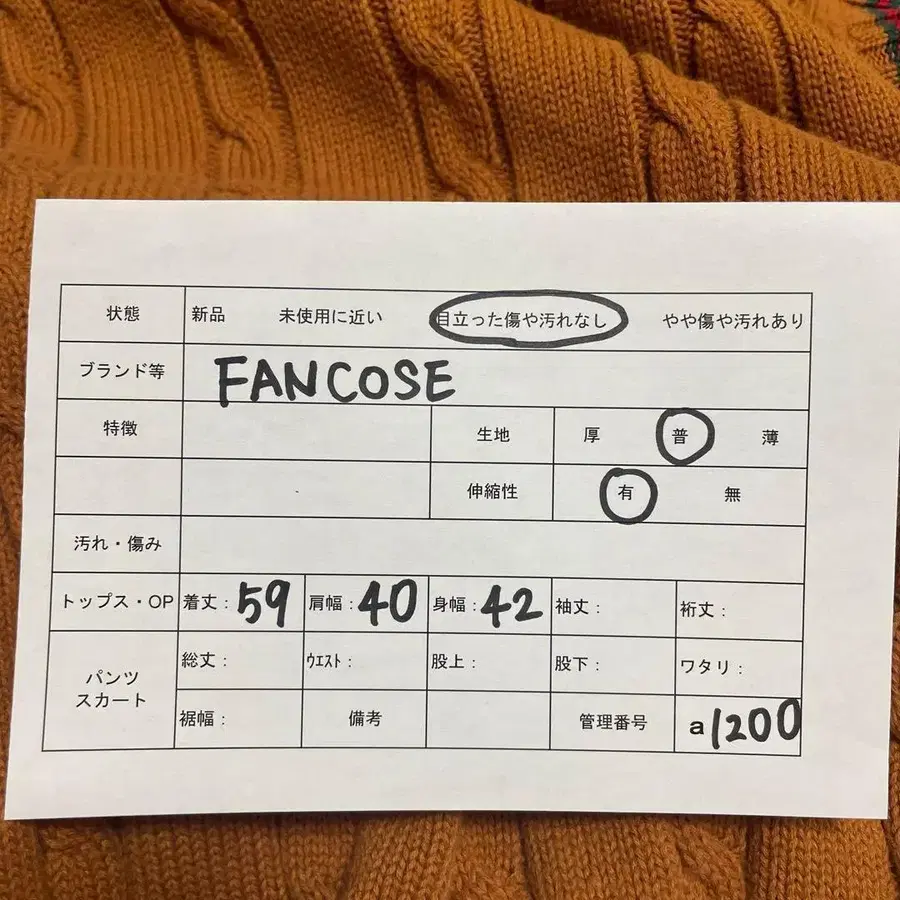 状態 新品 未使用に近い 目立った傷や汚れなし やや傷や汚れあり
ブランド等 FANCOSE
特徴 生地 厚 普 薄
伸縮性 有 無
汚れ・傷み
トップス・OP 着丈：59 肩幅：40 身幅：42 袖丈： 裄丈：
パンツ スカート 総丈： ウエスト： 股上： 股下： ワタリ：
裾幅： 備考 管理番号 a1200